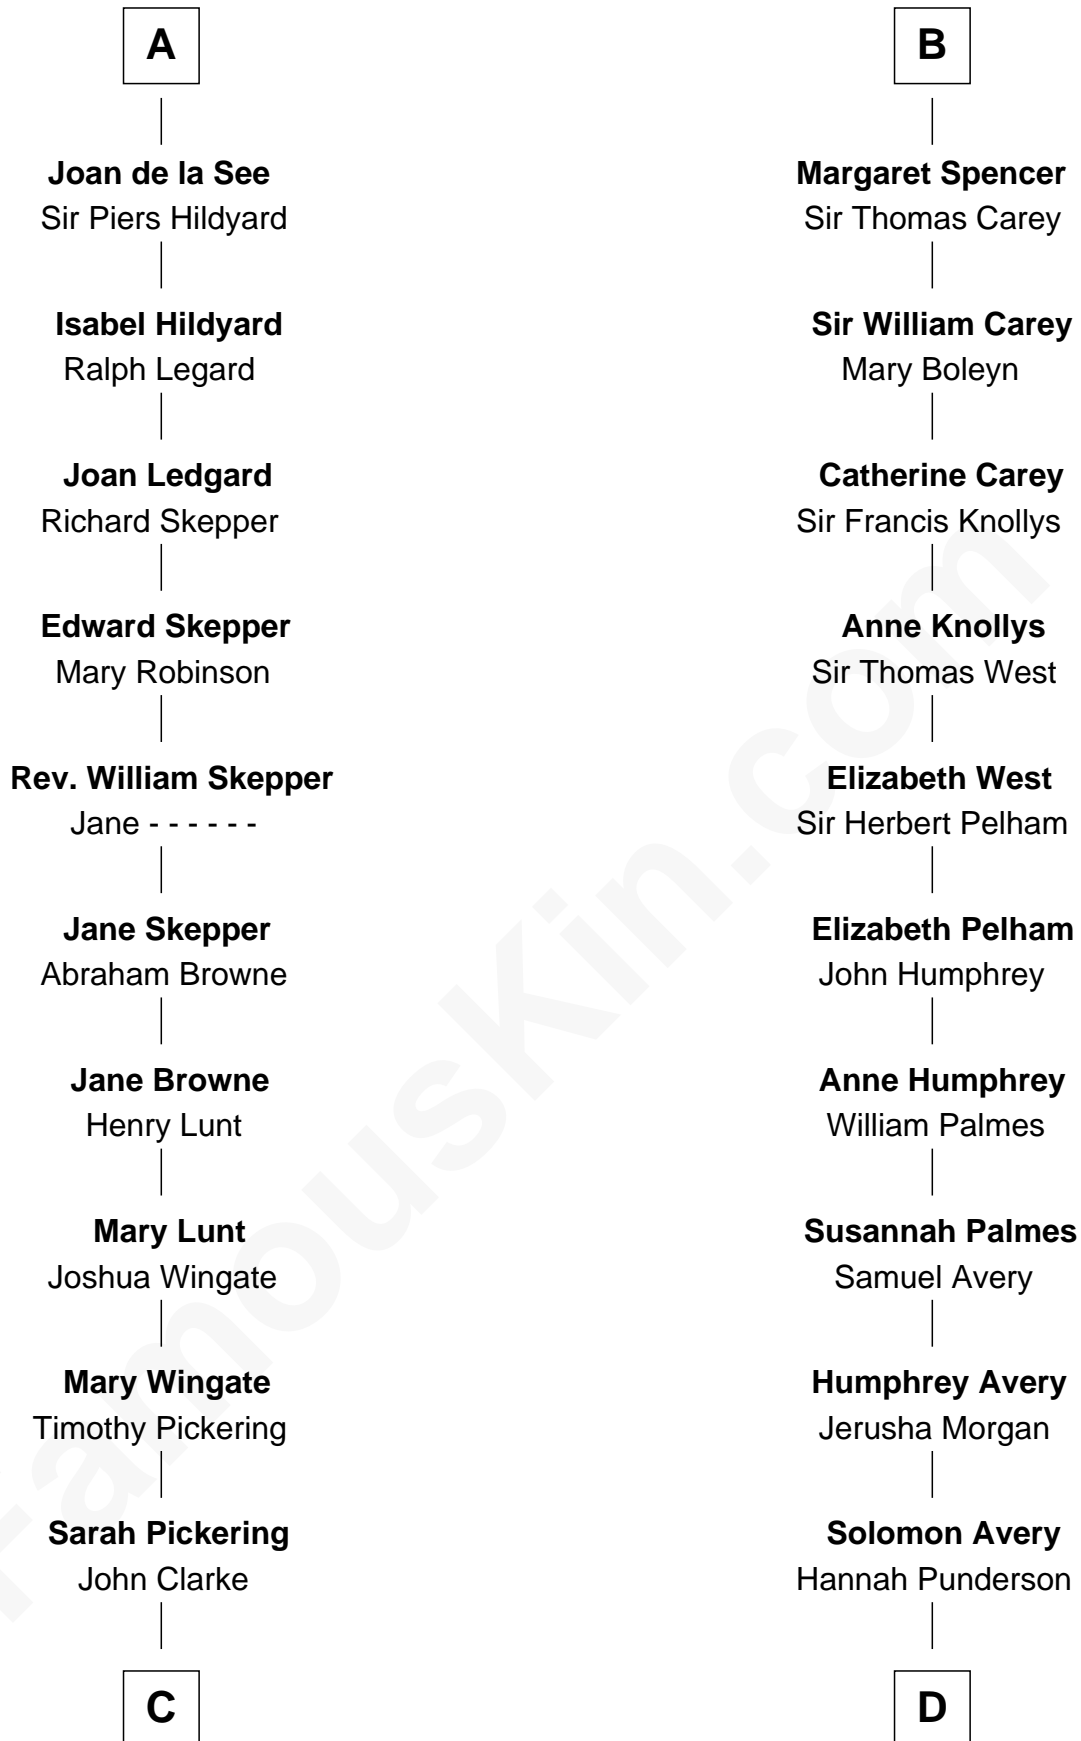 A
Joan de la See
Sir Piers Hildyard
Isabel Hildyard
Ralph Legard
Joan Ledgard
Richard Skepper
Edward Skepper
Mary Robinson
Rev. William Skepper
Jane - - - - - -
Jane Skepper
Abraham Browne
Jane Browne
Henry Lunt
Mary Lunt
Joshua Wingate
Mary Wingate
Timothy Pickering
Sarah Pickering
John Clarke
C
B
Margaret Spencer
Sir Thomas Carey
Sir William Carey
Mary Boleyn
Catherine Carey
Sir Francis Knollys
Anne Knollys
Sir Thomas West
Elizabeth West
Sir Herbert Pelham
Elizabeth Pelham
John Humphrey
Anne Humphrey
William Palmes
Susannah Palmes
Samuel Avery
Humphrey Avery
Jerusha Morgan
Solomon Avery
Hannah Punderson
D
FamousKin.com